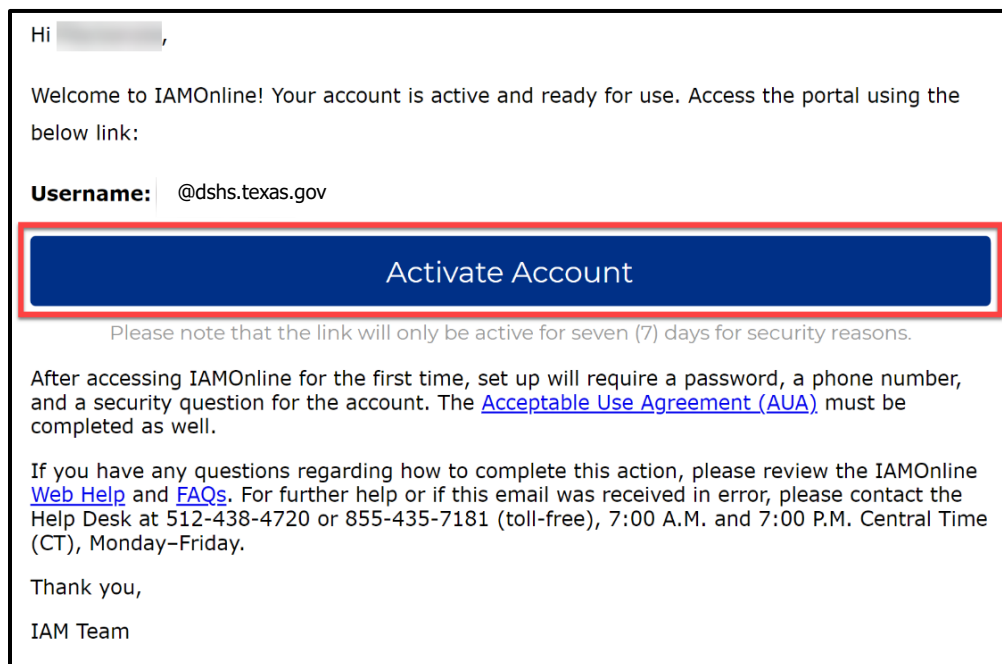 Hi ,
Welcome to IAMOnline! Your account is active and ready for use. Access the portal using the
below link:
Username: @dshs.texas.gov
Activate Account
Please note that the link will only be active for seven (7) days for security reasons.
After accessing IAMOnline for the first time, set up will require a password, a phone number,
and a security question for the account. The Acceptable Use Agreement (AUA) must be
completed as well.
If you have any questions regarding how to complete this action, please review the IAMOnline
Web Help and FAQs. For further help or if this email was received in error, please contact the
Help Desk at 512-438-4720 or 855-435-7181 (toll-free), 7:00 A.M. and 7:00 P.M. Central Time
(CT), Monday–Friday.
Thank you,
IAM Team